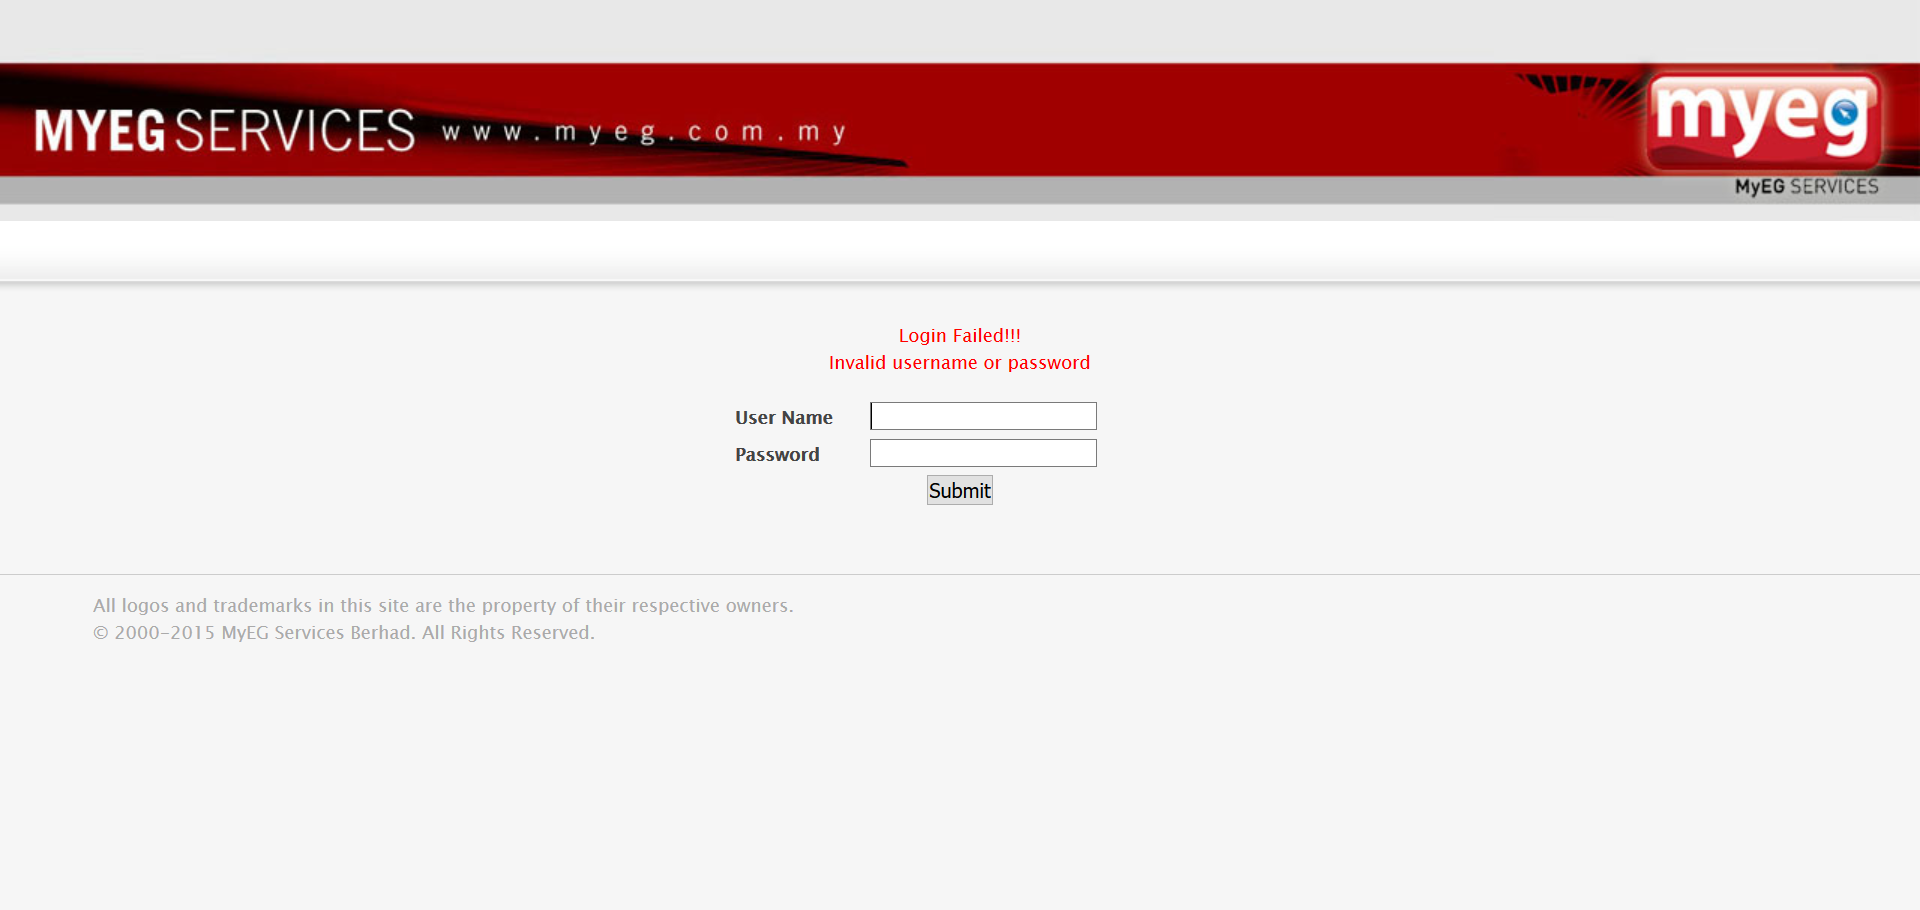 MYEG SERVICES www.myeg.com.my
myeg
MyEG SERVICES
Login Failed!!!
Invalid username or password
User Name
Password
Submit
All logos and trademarks in this site are the property of their respective owners.
© 2000-2015 MyEG Services Berhad. All Rights Reserved.